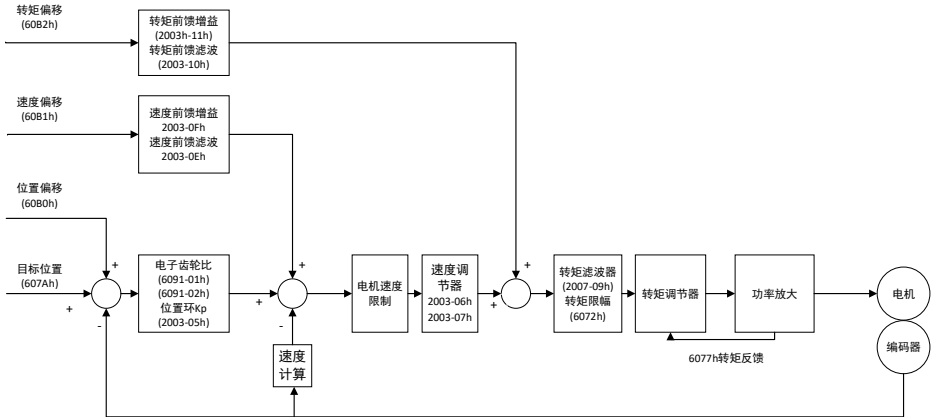 转矩偏移
(60B2h)
转矩前馈增益
(2003h-11h)
转矩前馈滤波
(2003-10h)
+
速度偏移
(60B1h)
速度前馈增益
2003-0Fh
速度前馈滤波
2003-0Eh
+
位置偏移
(60B0h)
+
目标位置
(607Ah)
+
-
电子齿轮比
(6091-01h)
(6091-02h)
位置环Kp
(2003-05h)
+
-
电机速度
限制
速度调
节器
2003-06h
2003-07h
+
转矩滤波器
(2007-09h)
转矩限幅
(6072h)
转矩调节器
功率放大
电机
编码器
6077h转矩反馈
速度
计算